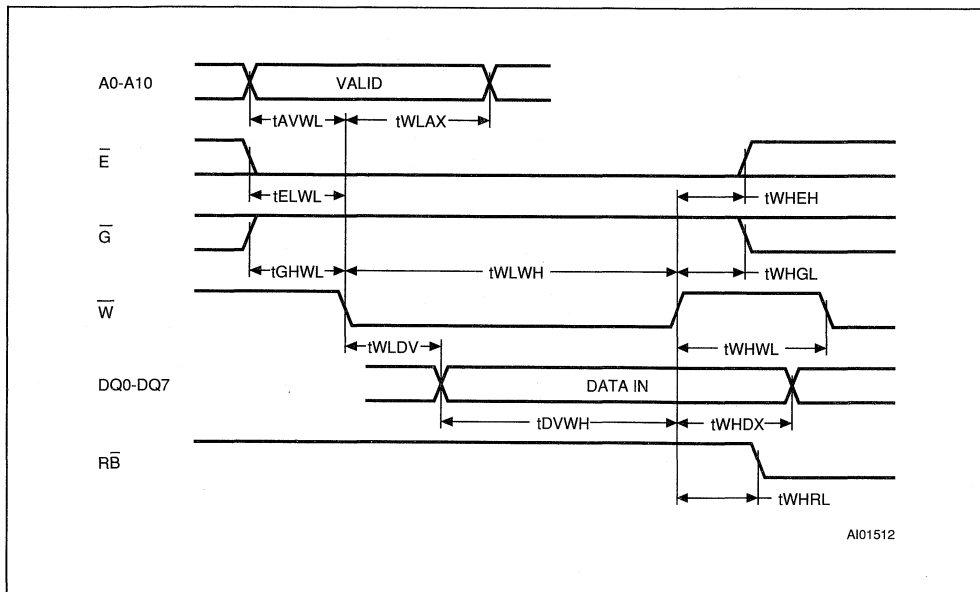 A0-A10 VALID
tAVWL tWLAX
E̅
tELWL tWHEH
G̅
tGHWL tWLWH tWHGL
W̅
tWLDV tWHWL
DQ0-DQ7 DATA IN
tDVWH tWHDX
RB̅
tWHRL
AI01512